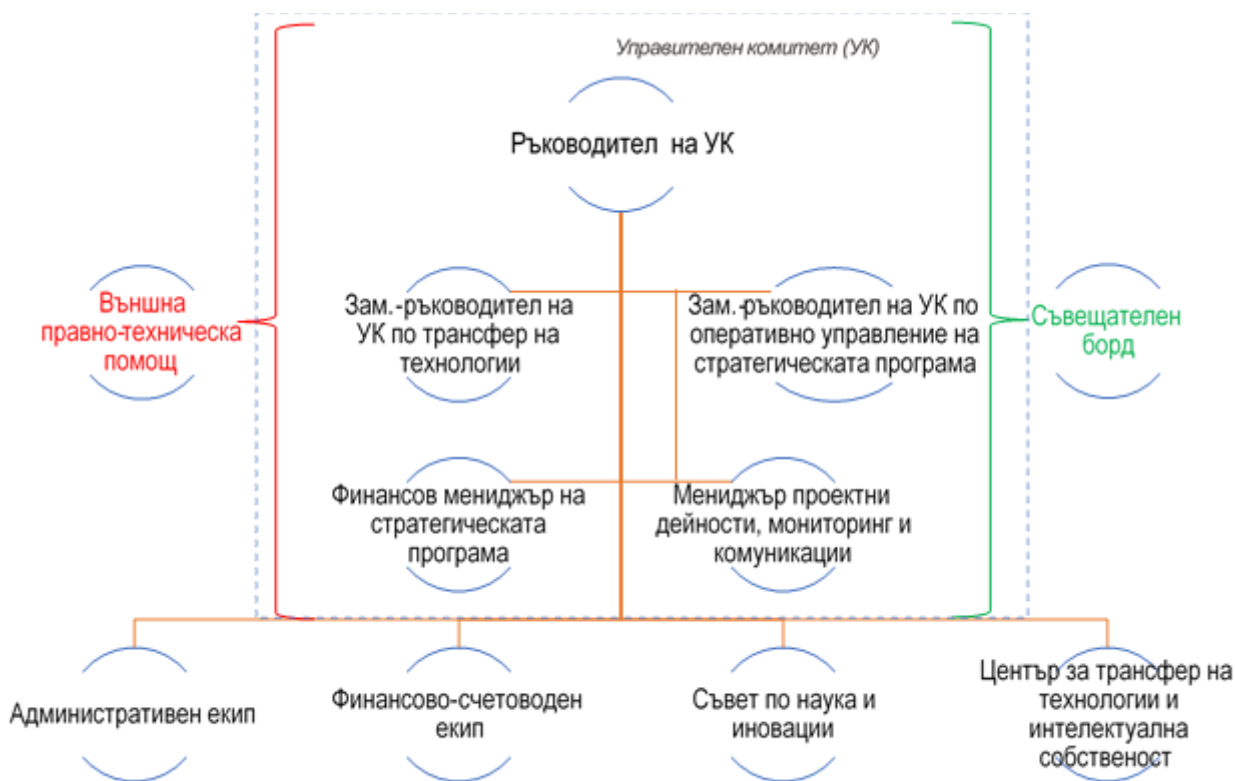 Управителен комитет (УК)
Ръководител на УК
Външна
правно-техническа
помощ
Зам.-ръководител на
УК по трансфер на
технологии
Зам.-ръководител на УК по
оперативно управление на
стратегическата програма
Съвещателен
борд
Финансов мениджър на
стратегическата
програма
Мениджър проектни
дейности, мониторинг и
комуникации
Административен екип
Финансово-счетоводен
екип
Съвет по наука и
иновации
Център за трансфер на
технологии и
интелектуална
собственост